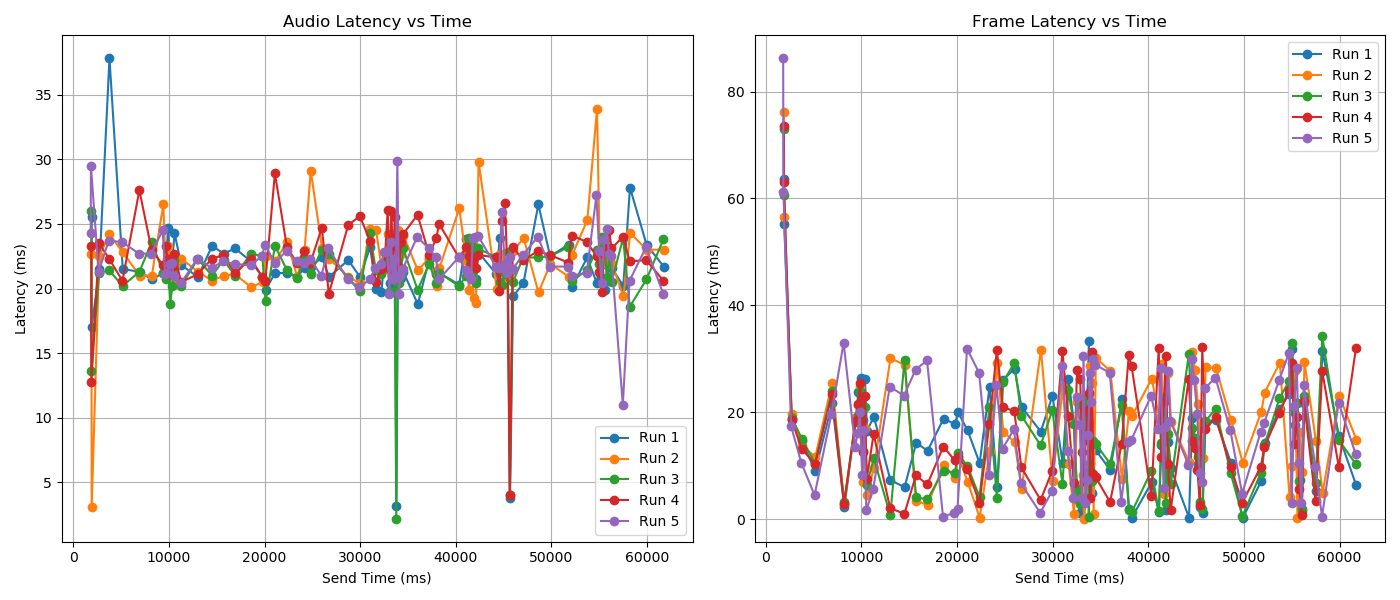 Audio Latency vs Time
Latency (ms)
35
30
25
20
15
10
5
0
10000
20000
30000
40000
50000
60000
Send Time (ms)
Run 1
Run 2
Run 3
Run 4
Run 5
Frame Latency vs Time
Latency (ms)
80
60
40
20
0
0
10000
20000
30000
40000
50000
60000
Send Time (ms)
Run 1
Run 2
Run 3
Run 4
Run 5